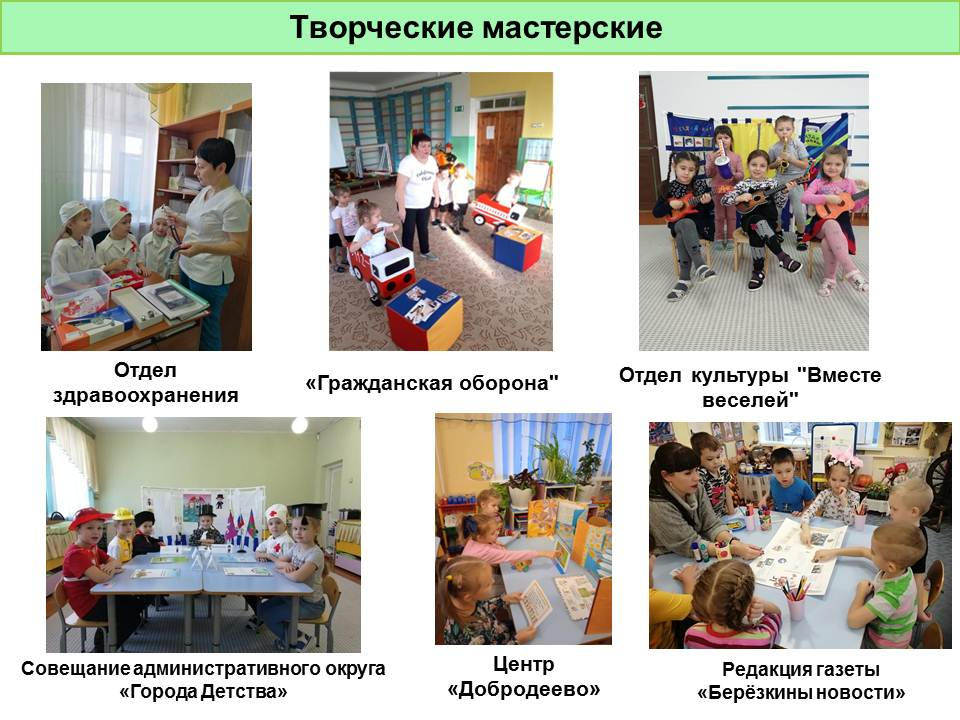 Творческие мастерские
Отдел
здравоохранения
«Гражданская оборона"
Отдел культуры "Вместе
веселей"
Совещание административного округа
«Города Детства»
Центр
«Добродеево»
Редакция газеты
«Берёзкины новости»